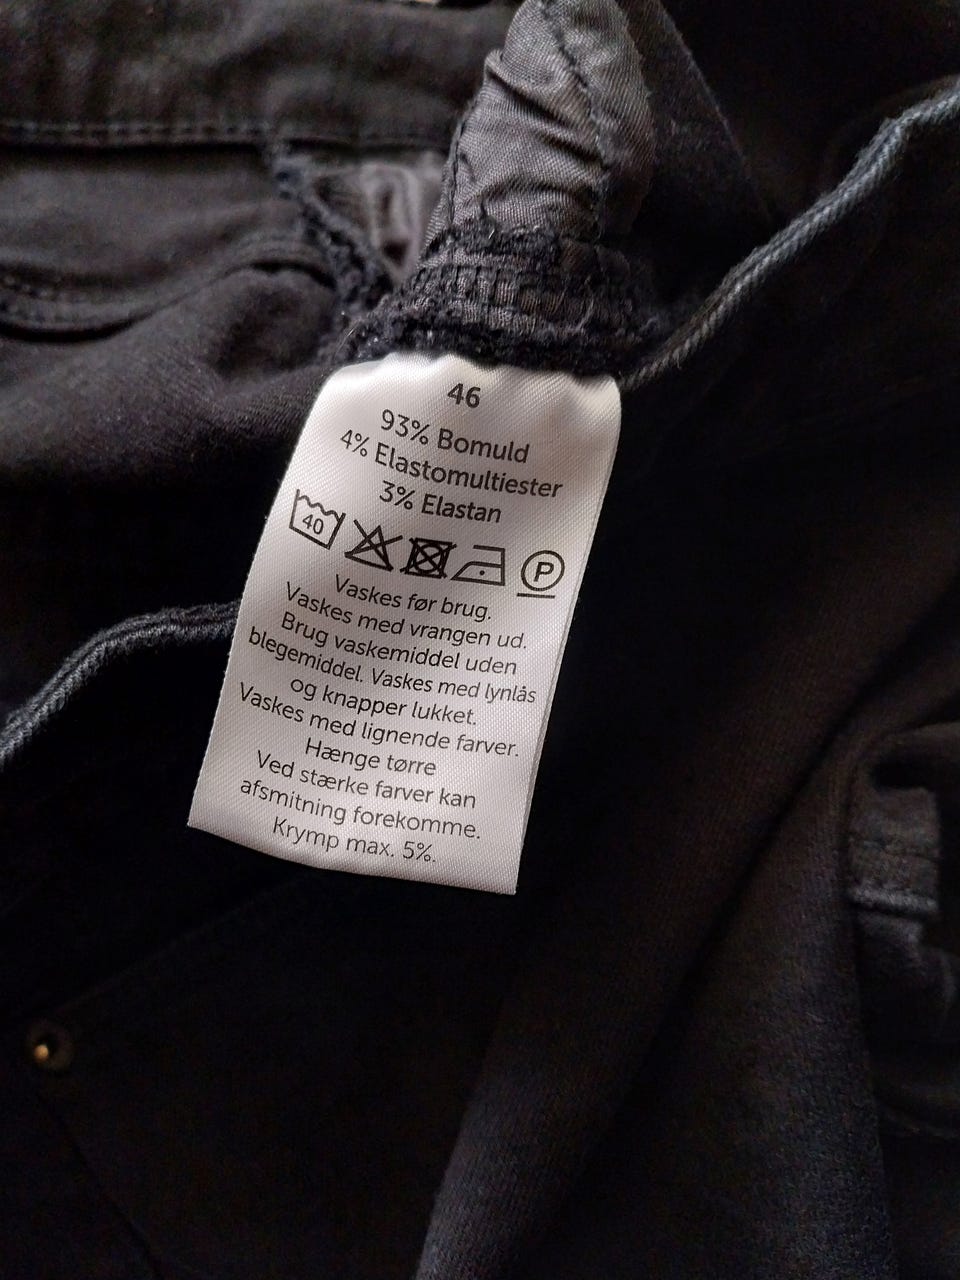 46
93% Bomuld
4% Elastomultiester
3% Elastan
40 P
Vaskes før brug.
Vaskes med vrangen ud.
Brug vaskemiddel uden
blegemiddel. Vaskes med lynlås
og knapper lukket.
Vaskes med lignende farver.
Hænge tørre
Ved stærke farver kan
afsmitning forekomme.
Krymp max. 5%.